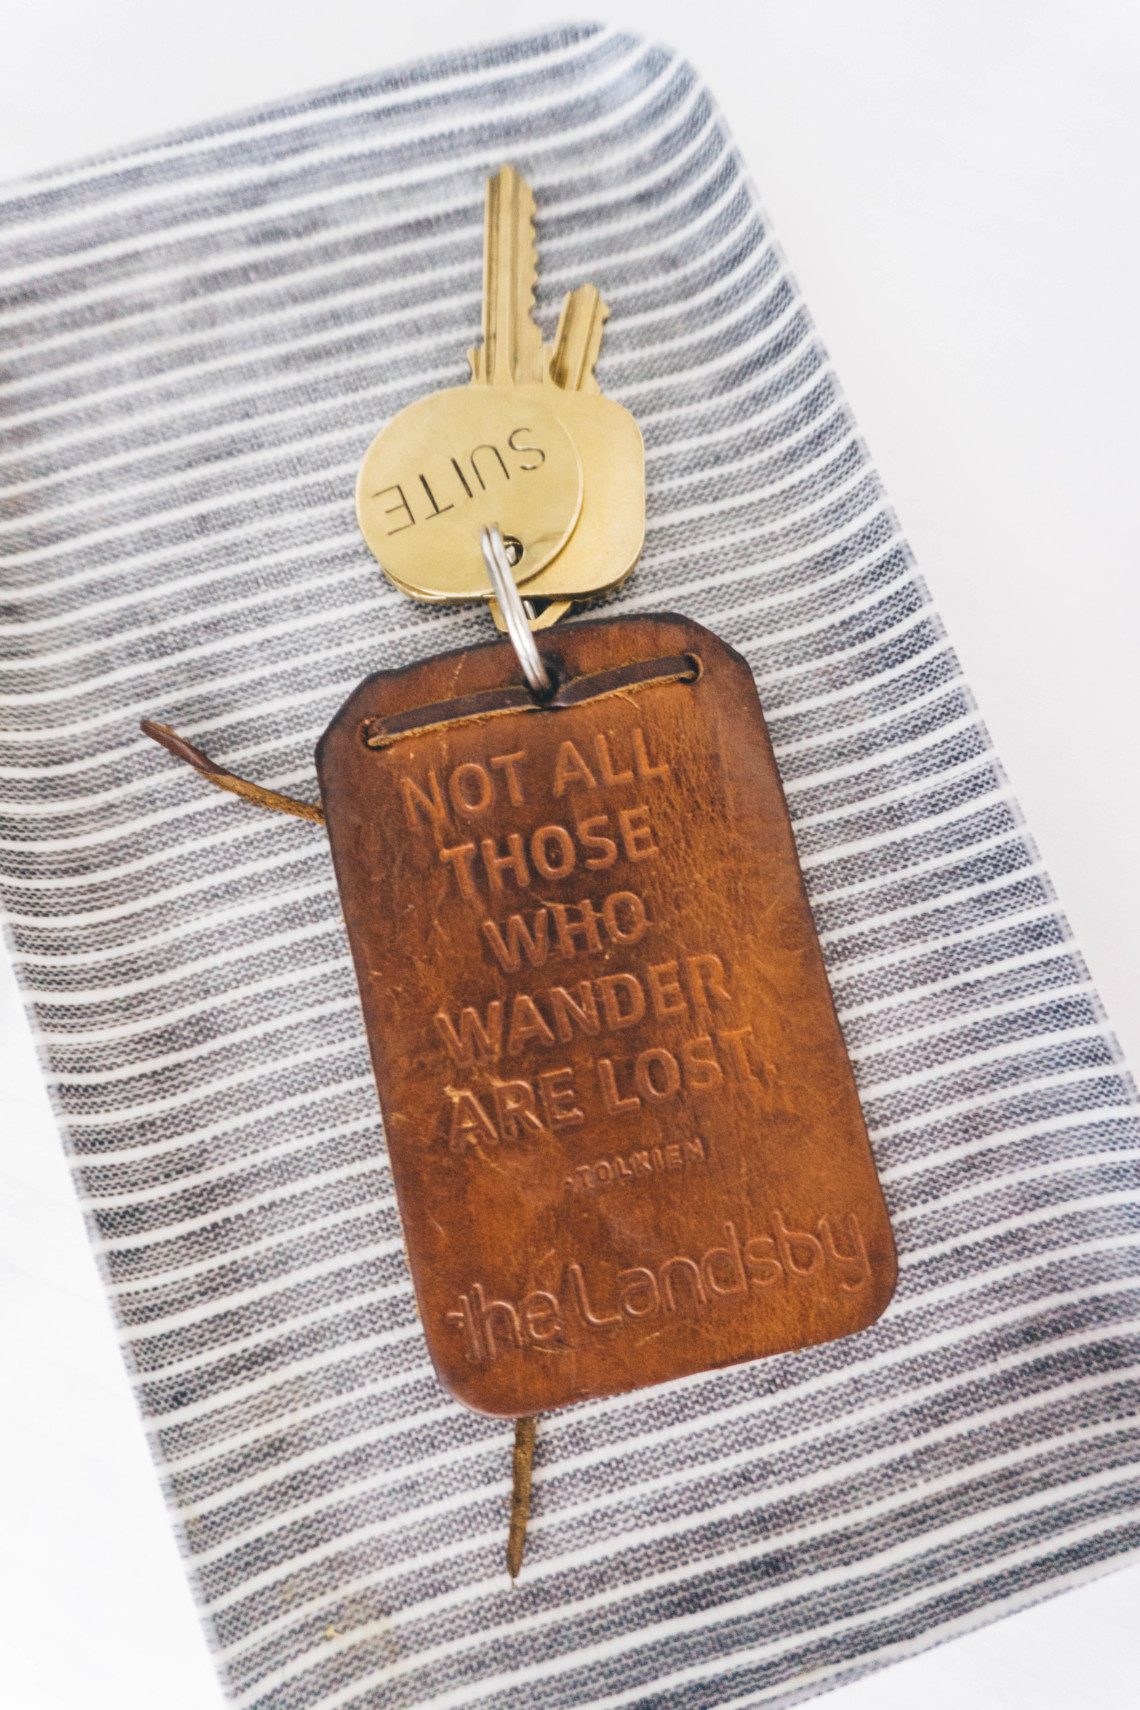 SUITE
NOT ALL
THOSE
WHO
WANDER
ARE LOST.
-TOLKIEN
the Landsby